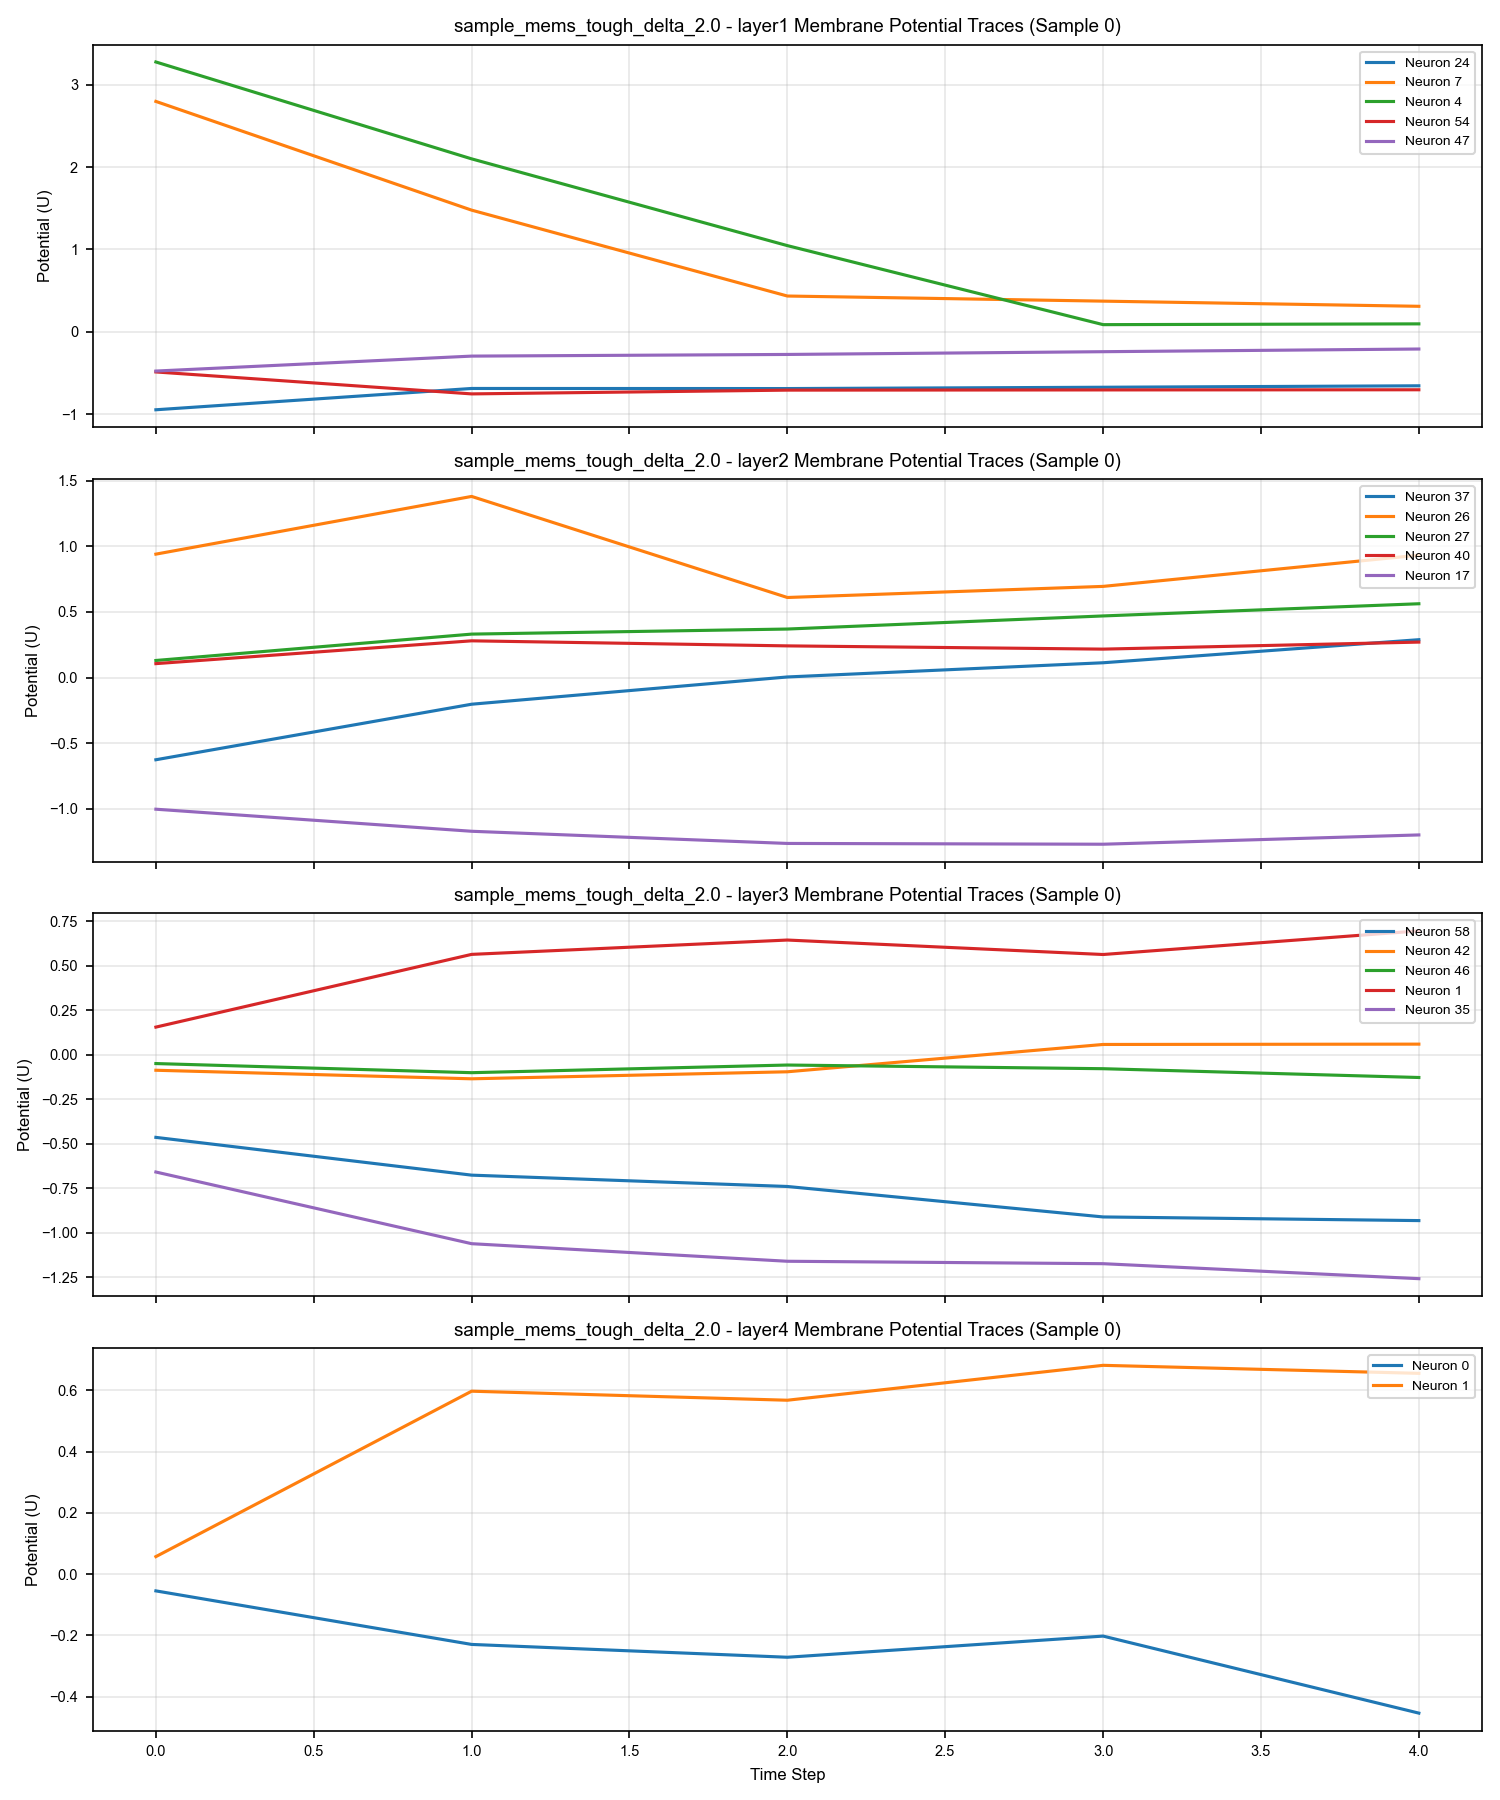 sample_mems_tough_delta_2.0 - layer1 Membrane Potential Traces (Sample 0)
Potential (U)
3
2
1
0
−1
Neuron 24
Neuron 7
Neuron 4
Neuron 54
Neuron 47
sample_mems_tough_delta_2.0 - layer2 Membrane Potential Traces (Sample 0)
Potential (U)
1.5
1.0
0.5
0.0
−0.5
−1.0
Neuron 37
Neuron 26
Neuron 27
Neuron 40
Neuron 17
sample_mems_tough_delta_2.0 - layer3 Membrane Potential Traces (Sample 0)
Potential (U)
0.75
0.50
0.25
0.00
−0.25
−0.50
−0.75
−1.00
−1.25
Neuron 58
Neuron 42
Neuron 46
Neuron 1
Neuron 35
sample_mems_tough_delta_2.0 - layer4 Membrane Potential Traces (Sample 0)
Potential (U)
0.6
0.4
0.2
0.0
−0.2
−0.4
Neuron 0
Neuron 1
0.0 0.5 1.0 1.5 2.0 2.5 3.0 3.5 4.0
Time Step